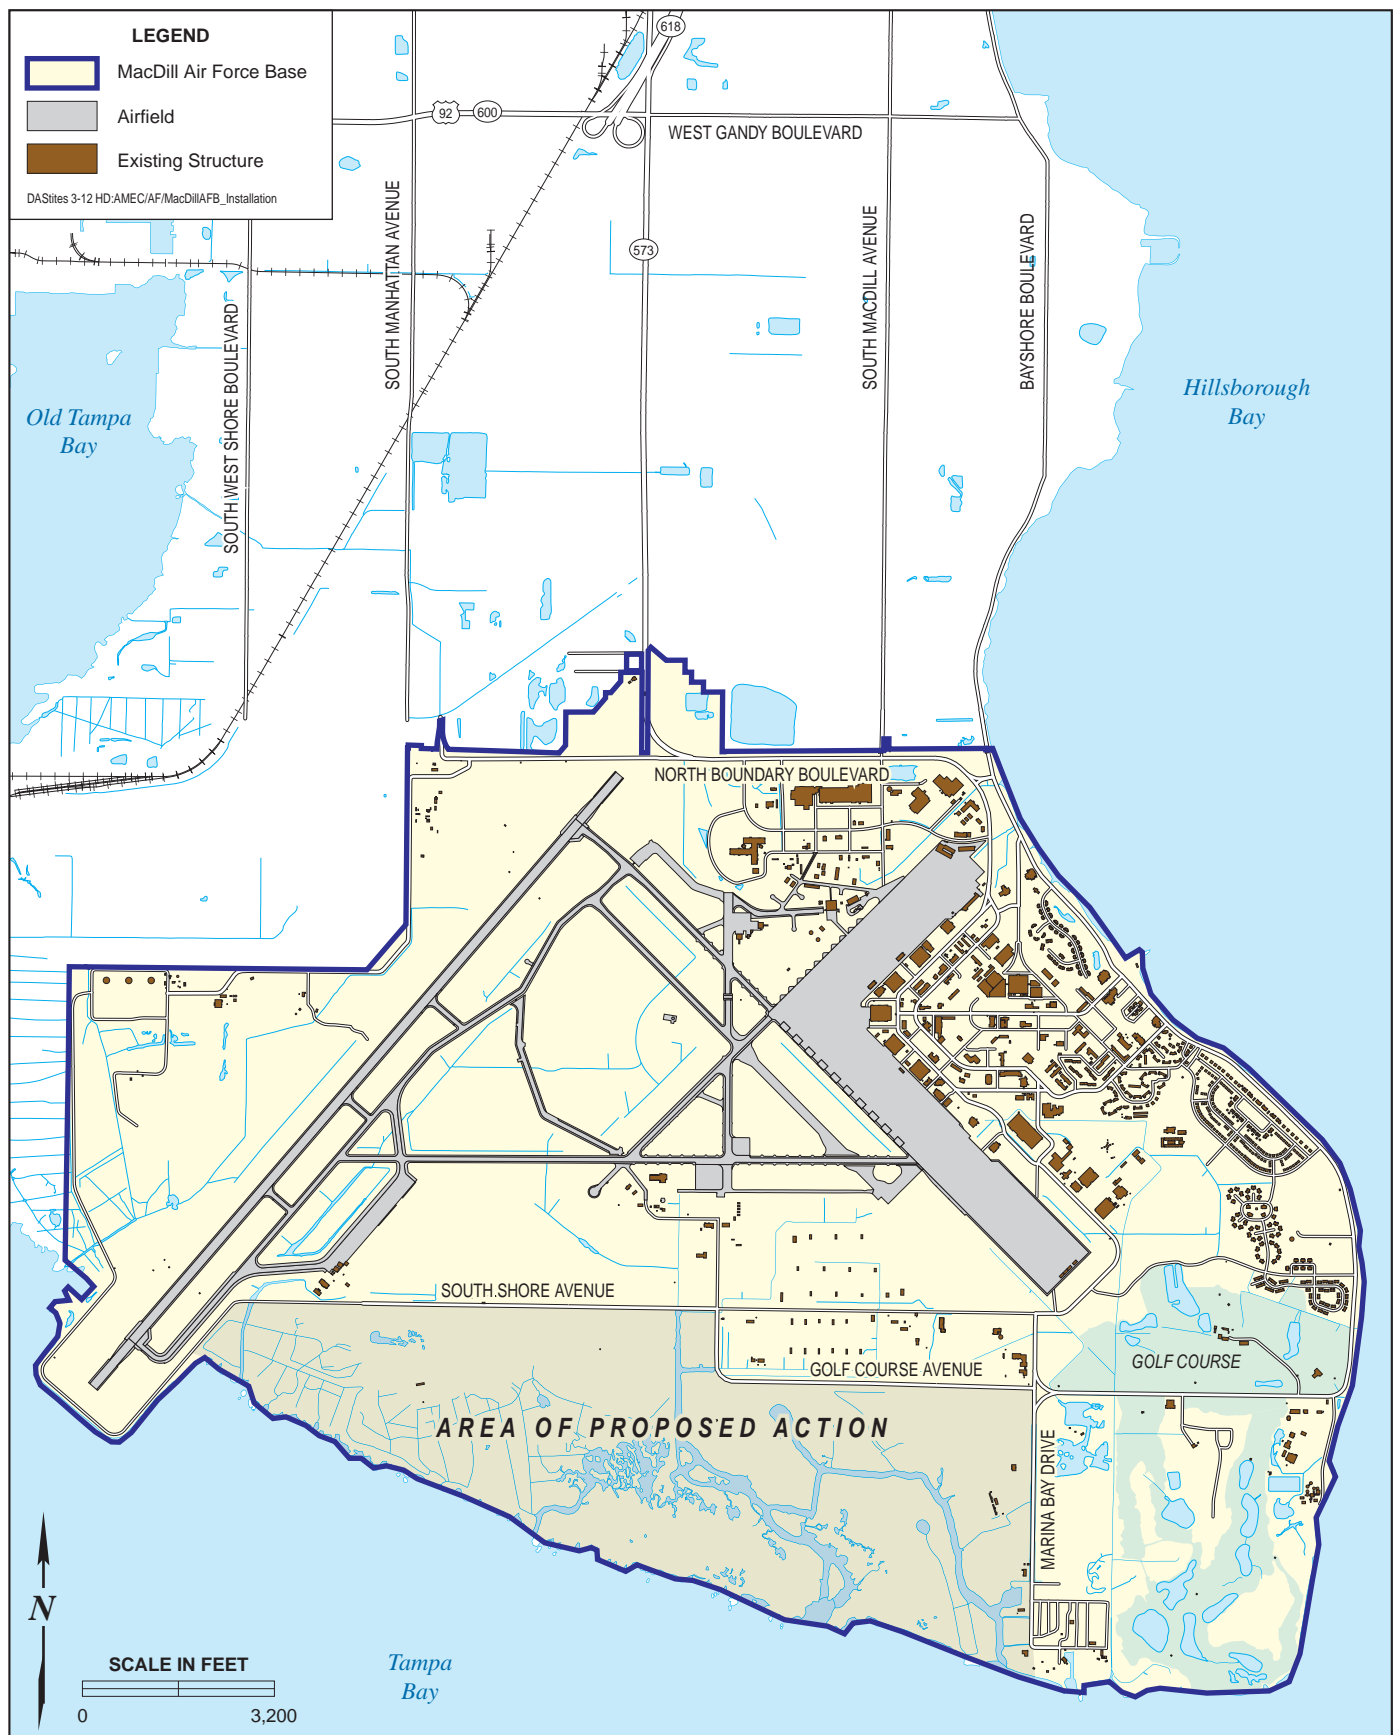 LEGEND
MacDill Air Force Base
Airfield
Existing Structure
DAStites 3-12 HD:AMEC/AF/MacDillAFB_Installation
618
92
600
WEST GANDY BOULEVARD
573
SOUTH WEST SHORE BOULEVARD
SOUTH MANHATTAN AVENUE
SOUTH MACDILL AVENUE
BAYSHORE BOULEVARD
Old Tampa
Bay
Hillsborough
Bay
NORTH BOUNDARY BOULEVARD
SOUTH SHORE AVENUE
GOLF COURSE AVENUE
GOLF COURSE
AREA OF PROPOSED ACTION
MARINA BAY DRIVE
N
SCALE IN FEET
0
3,200
Tampa
Bay